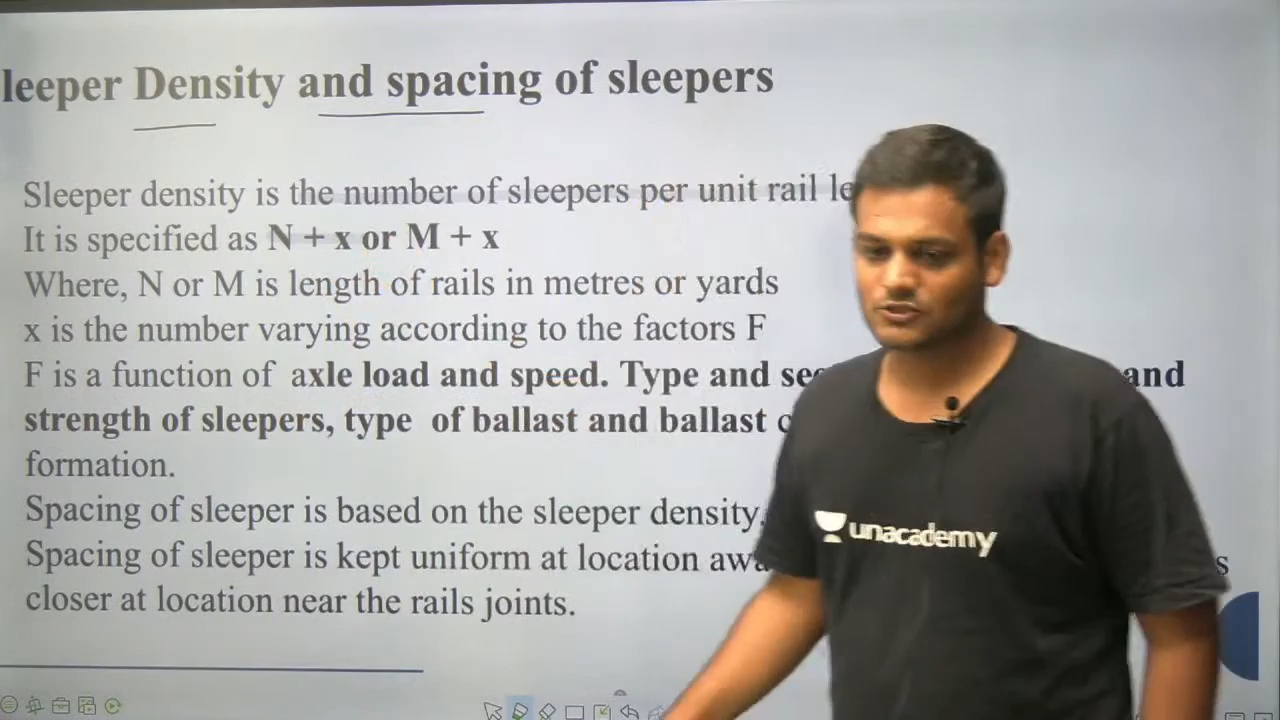 leeper Density and spacing of sleepers
Sleeper density is the number of sleepers per unit rail
It is specified as N + x or M + x
Where, N or M is length of rails in metres or yards
x is the number varying according to the factors F
F is a function of axle load and speed. Type and and
strength of sleepers, type of ballast and ballast
formation.
Spacing of sleeper is based on the sleeper density.
Spacing of sleeper is kept uniform at location
closer at location near the rails joints.
unacademy